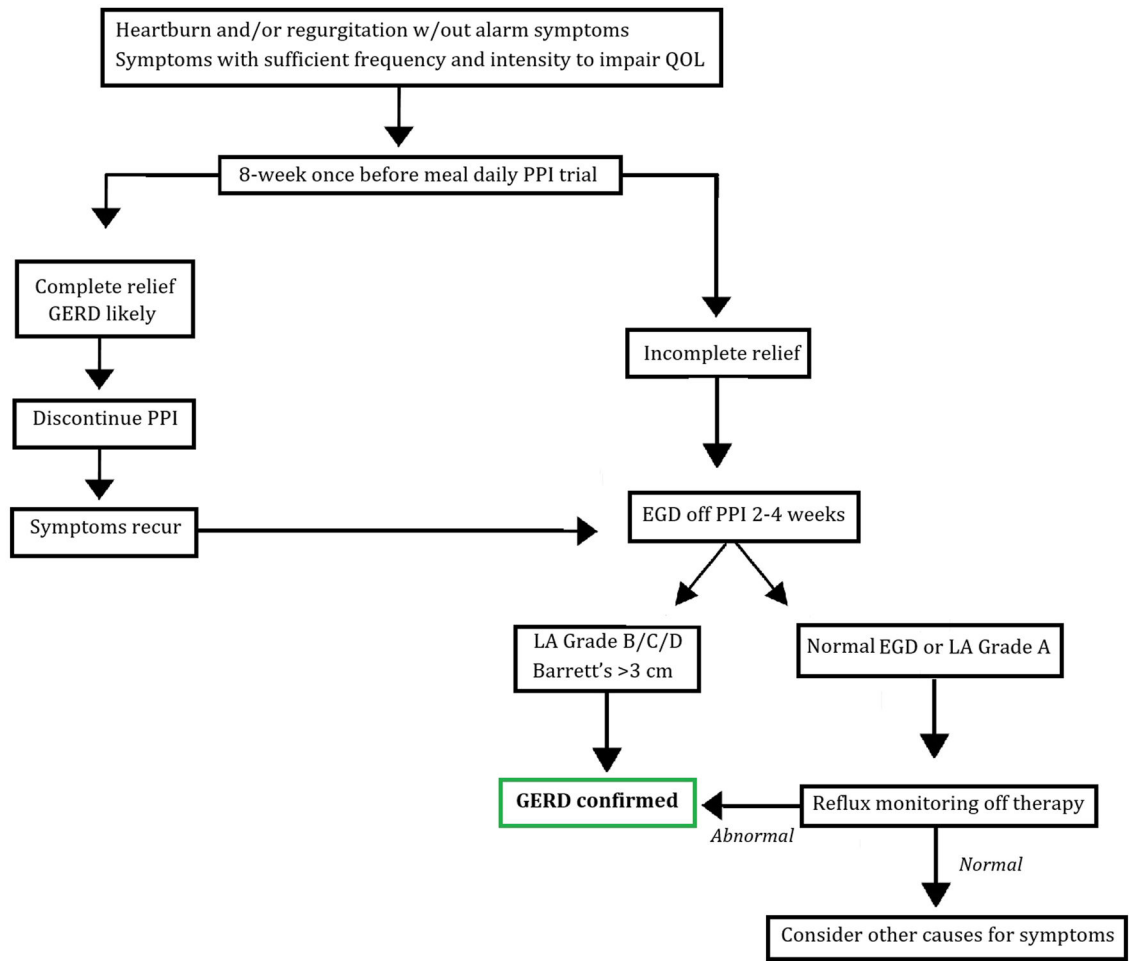 Heartburn and/or regurgitation w/out alarm symptoms
Symptoms with sufficient frequency and intensity to impair QOL
8-week once before meal daily PPI trial
Complete relief
GERD likely
Incomplete relief
Discontinue PPI
Symptoms recur
EGD off PPI 2-4 weeks
LA Grade B/C/D
Barrett’s >3 cm
Normal EGD or LA Grade A
GERD confirmed
Reflux monitoring off therapy
Abnormal
Normal
Consider other causes for symptoms